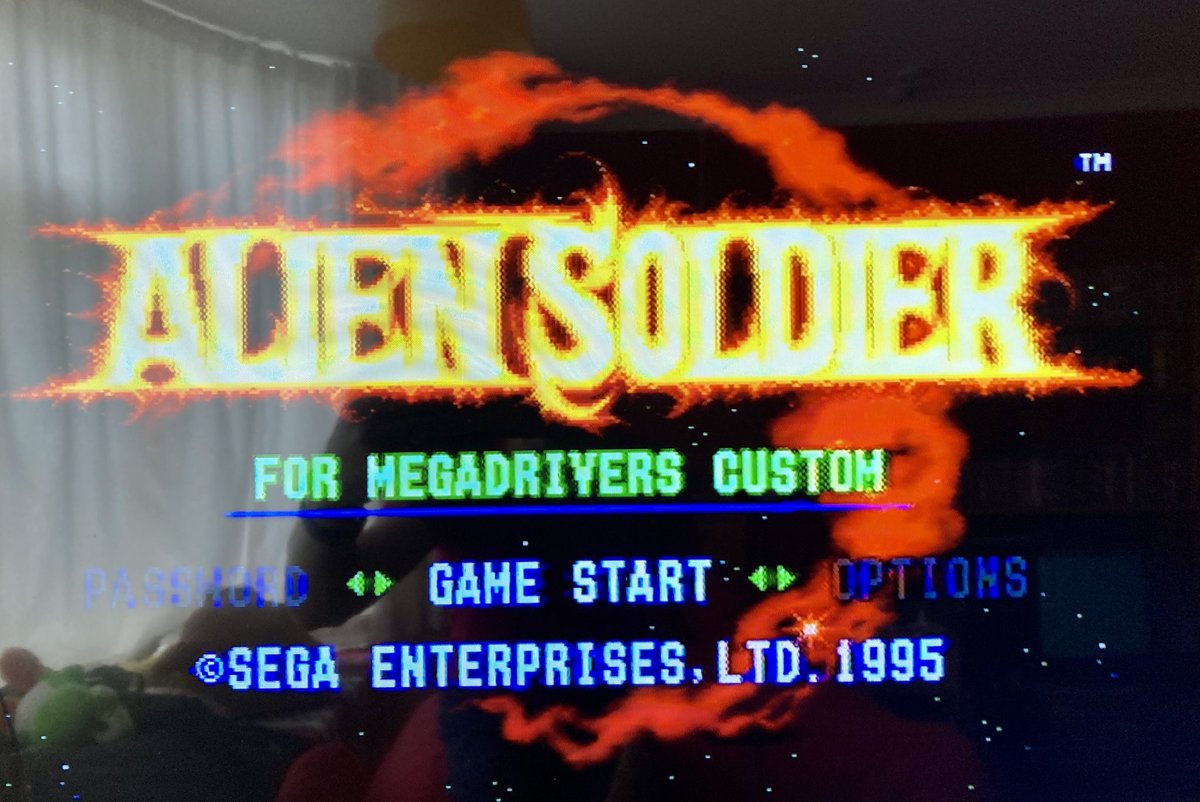 TM
ALIEN SOLDIER
FOR MEGADRIVERS CUSTOM
PASSWORD GAME START OPTIONS
©SEGA ENTERPRISES,LTD.1995